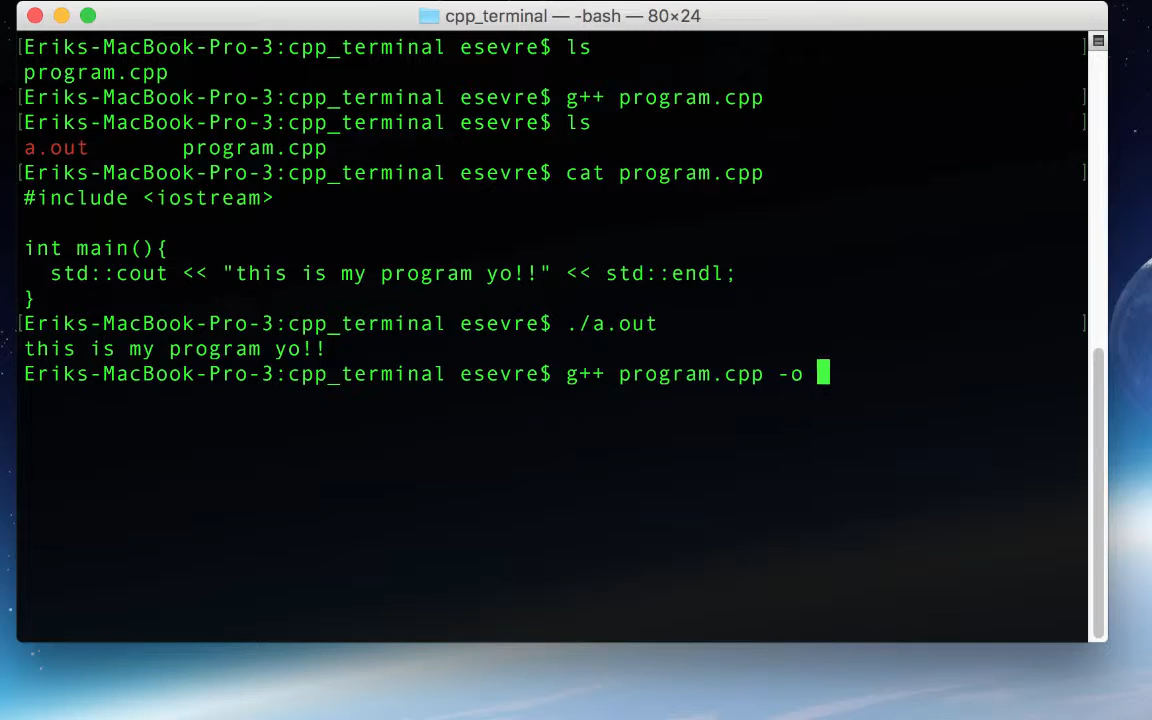 cpp_terminal — -bash — 80×24
[Eriks-MacBook-Pro-3:cpp_terminal esevre$ ls ]
program.cpp
[Eriks-MacBook-Pro-3:cpp_terminal esevre$ g++ program.cpp ]
[Eriks-MacBook-Pro-3:cpp_terminal esevre$ ls ]
a.out program.cpp
[Eriks-MacBook-Pro-3:cpp_terminal esevre$ cat program.cpp ]
#include <iostream>
int main(){
std::cout << "this is my program yo!!" << std::endl;
}
[Eriks-MacBook-Pro-3:cpp_terminal esevre$ ./a.out ]
this is my program yo!!
Eriks-MacBook-Pro-3:cpp_terminal esevre$ g++ program.cpp -o